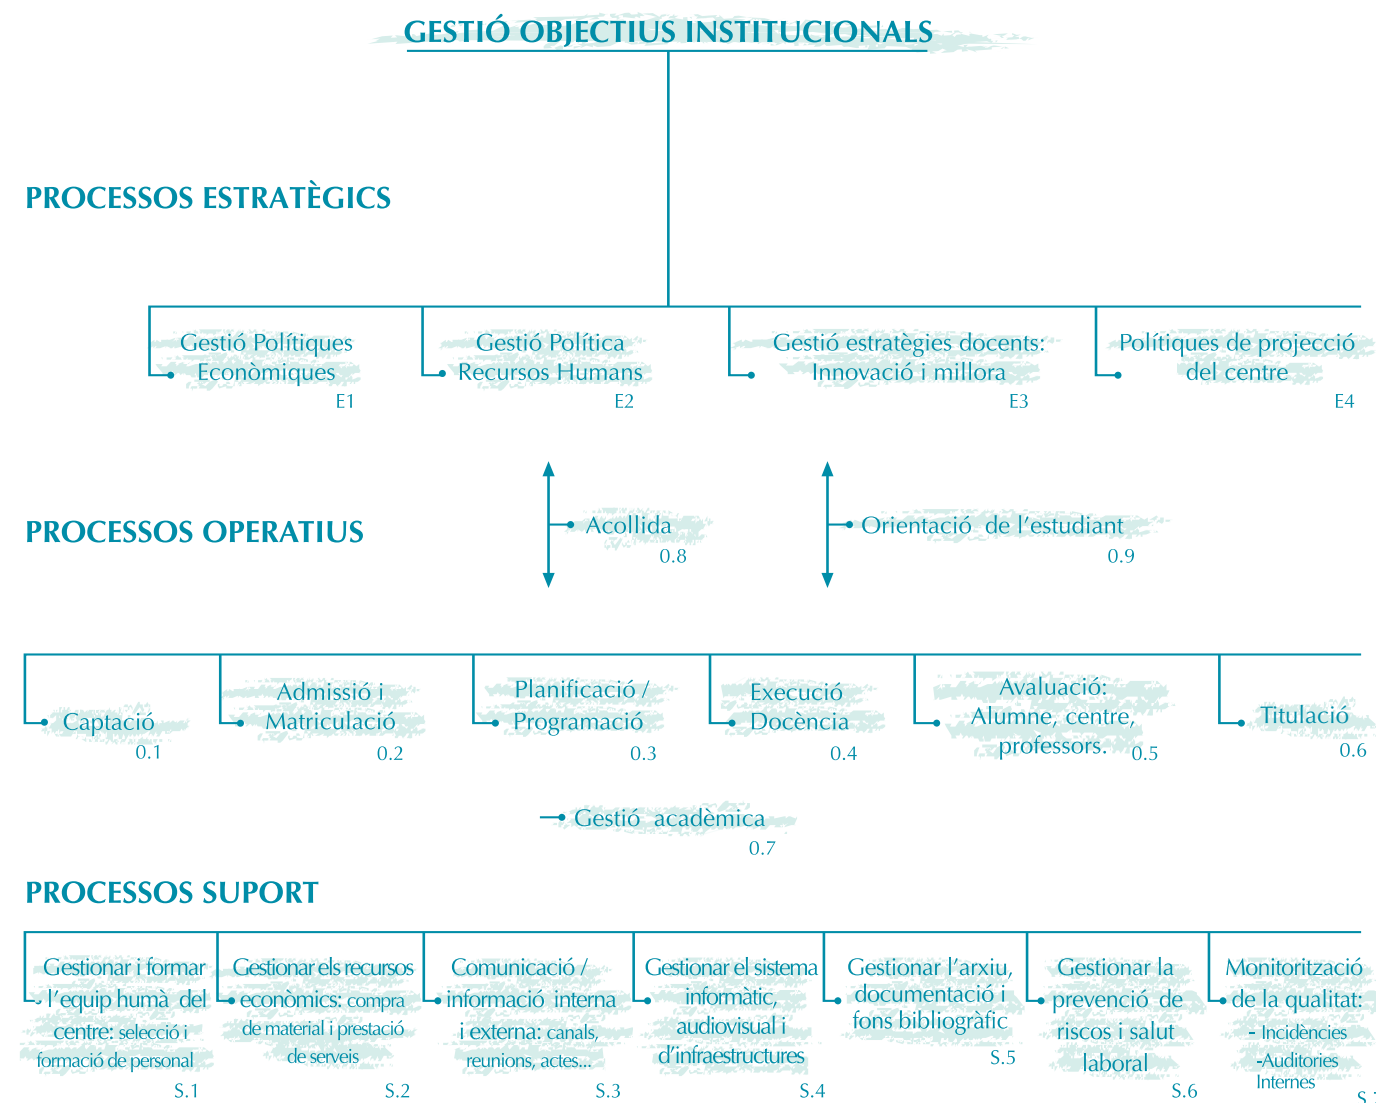 GESTIÓ OBJECTIUS INSTITUCIONALS
PROCESSOS ESTRATÈGICS
Gestió Polítiques
Econòmiques
E1
Gestió Política
Recursos Humans
E2
Gestió estratègies docents:
Innovació i millora
E3
Polítiques de projecció
del centre
E4
PROCESSOS OPERATIUS
Acollida
0.8
Orientació de l'estudiant
0.9
Captació
0.1
Admissió i
Matriculació
0.2
Planificació /
Programació
0.3
Execució
Docència
0.4
Avaluació:
Alumne, centre,
professors.
0.5
Titulació
0.6
Gestió acadèmica
0.7
PROCESSOS SUPORT
Gestionar i formar
l'equip humà del
centre: selecció i
formació de personal
S.1
Gestionar els recursos
econòmics: compra
de material i prestació
de serveis
S.2
Comunicació /
informació interna
i externa: canals,
reunions, actes...
S.3
Gestionar el sistema
informàtic,
audiovisual i
d'infraestructures
S.4
Gestionar l'arxiu,
documentació i
fons bibliogràfic
S.5
Gestionar la
prevenció de
riscos i salut
laboral
S.6
Monitorització
de la qualitat:
- Incidències
-Auditories
Internes